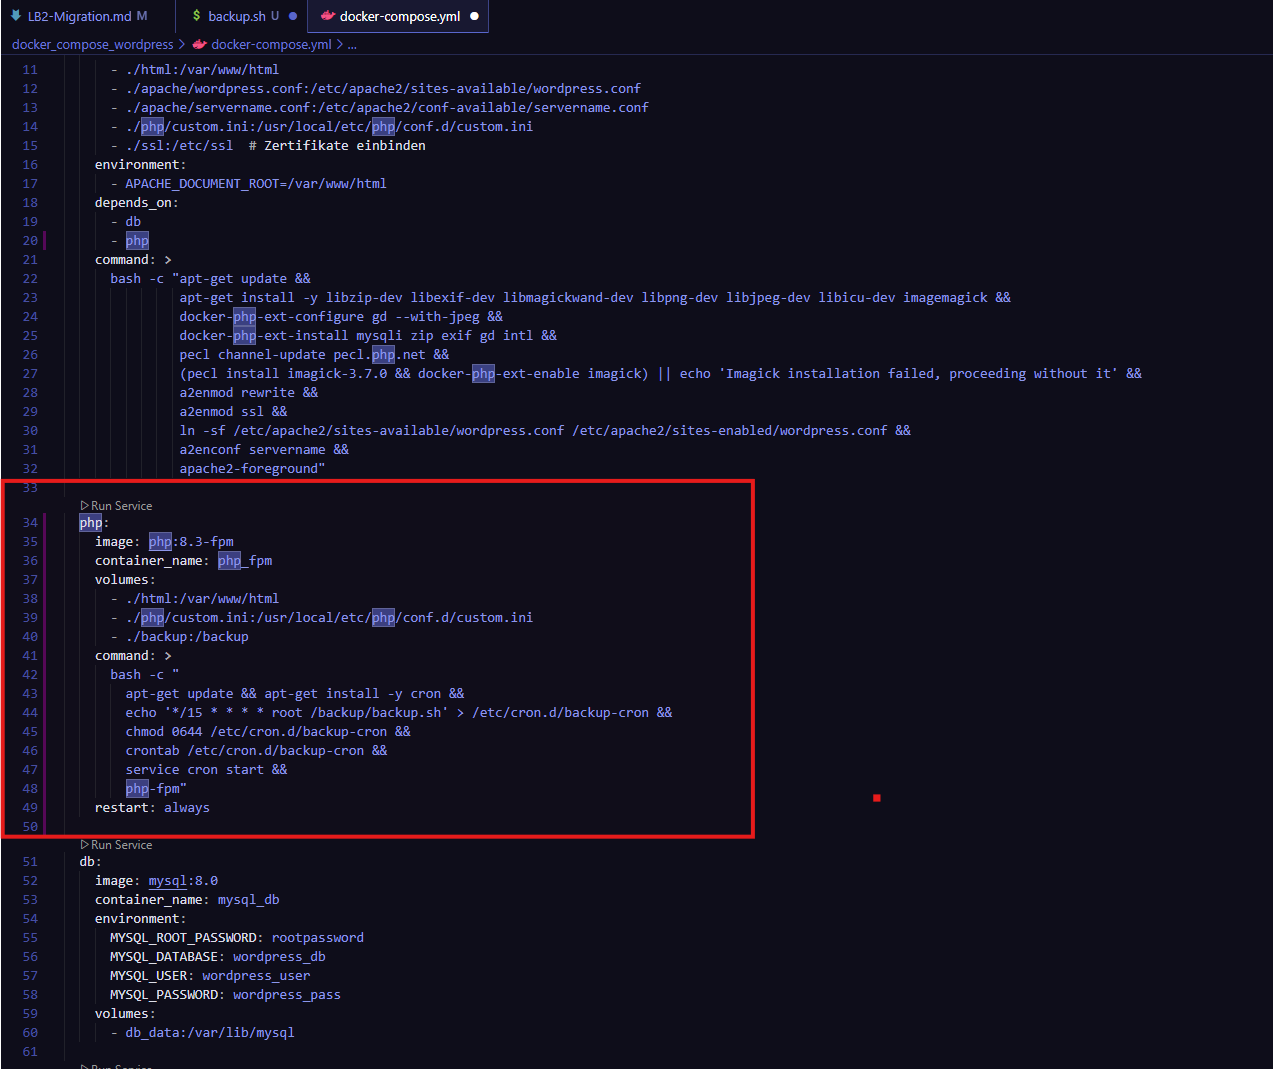 LB2-Migration.md M
$ backup.sh U
docker-compose.yml
docker_compose_wordpress > docker-compose.yml > ...
11 - ./html:/var/www/html
12 - ./apache/wordpress.conf:/etc/apache2/sites-available/wordpress.conf
13 - ./apache/servername.conf:/etc/apache2/conf-available/servername.conf
14 - ./php/custom.ini:/usr/local/etc/php/conf.d/custom.ini
15 - ./ssl:/etc/ssl  # Zertifikate einbinden
16 environment:
17 - APACHE_DOCUMENT_ROOT=/var/www/html
18 depends_on:
19 - db
20 - php
21 command: >
22 bash -c "apt-get update &&
23 apt-get install -y libzip-dev libexif-dev libmagickwand-dev libpng-dev libjpeg-dev libicu-dev imagemagick &&
24 docker-php-ext-configure gd --with-jpeg &&
25 docker-php-ext-install mysqli zip exif gd intl &&
26 pecl channel-update pecl.php.net &&
27 (pecl install imagick-3.7.0 && docker-php-ext-enable imagick) || echo 'Imagick installation failed, proceeding without it' &&
28 a2enmod rewrite &&
29 a2enmod ssl &&
30 ln -sf /etc/apache2/sites-available/wordpress.conf /etc/apache2/sites-enabled/wordpress.conf &&
31 a2enconf servername &&
32 apache2-foreground"
33
Run Service
34 php:
35 image: php:8.3-fpm
36 container_name: php_fpm
37 volumes:
38 - ./html:/var/www/html
39 - ./php/custom.ini:/usr/local/etc/php/conf.d/custom.ini
40 - ./backup:/backup
41 command: >
42 bash -c "
43 apt-get update && apt-get install -y cron &&
44 echo '*/15 * * * * root /backup/backup.sh' > /etc/cron.d/backup-cron &&
45 chmod 0644 /etc/cron.d/backup-cron &&
46 crontab /etc/cron.d/backup-cron &&
47 service cron start &&
48 php-fpm"
49 restart: always
50
Run Service
51 db:
52 image: mysql:8.0
53 container_name: mysql_db
54 environment:
55 MYSQL_ROOT_PASSWORD: rootpassword
56 MYSQL_DATABASE: wordpress_db
57 MYSQL_USER: wordpress_user
58 MYSQL_PASSWORD: wordpress_pass
59 volumes:
60 - db_data:/var/lib/mysql
61
Run Service